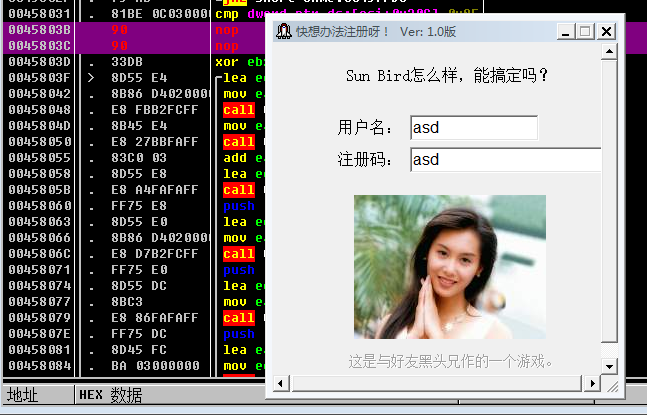 00458031 . 81BE 0C03000 cmp dword ptr ds:[esi+0x30C],0x85
0045803B 90 nop
0045803C 90 nop
0045803D . 33DB xor eb
0045803F > 8D55 E4 lea e
00458042 . 8B86 D402000 mov e
00458048 . E8 FBB2FCFF call
0045804D . 8B45 E4 mov e
00458050 . E8 27BBFAFF call
00458055 . 83C0 03 add e
00458058 . 8D55 E8 lea e
0045805B . E8 A4FAFAFF call
00458060 . FF75 E8 push
00458063 . 8D55 E0 lea e
00458066 . 8B86 D402000 mov e
0045806C . E8 D7B2FCFF call
00458071 . FF75 E0 push
00458074 . 8D55 DC lea e
00458077 . 8BC3 mov e
00458079 . E8 86FAFAFF call
0045807E . FF75 DC push
00458081 . 8D45 FC lea e
00458084 . BA 03000000 mov e
地址 HEX 数据
快想办法注册呀! Ver: 1.0版
Sun Bird怎么样，能搞定吗?
用户名： asd
注册码： asd
这是与好友黑头兄作的一个游戏。